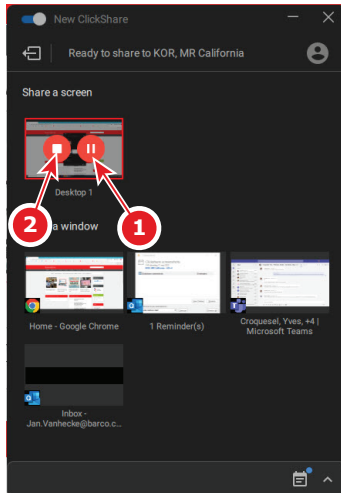 New ClickShare
Ready to share to KOR, MR California
Share a screen
Desktop 1
2
1
a window
Home - Google Chrome
1 Reminder(s)
Croquesel, Yves, +4 |
Microsoft Teams
Inbox -
Jan.Vanhecke@barco.c...